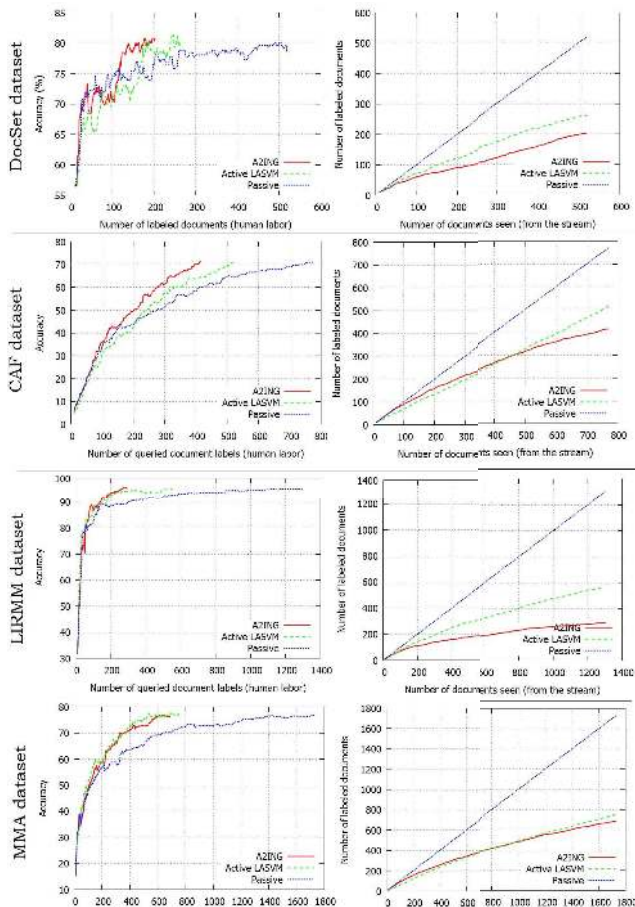 DocSet dataset
Accuracy (%)
85
80
75
70
65
60
55
A2ING
Active LASVM
Passive
0 100 200 300 400 500 600
Number of labeled documents (human labor)
Number of labeled documents
600
500
400
300
200
100
0
A2ING
Active LASVM
Passive
0 100 200 300 400 500 600
Number of documents seen (from the stream)
CAF dataset
Accuracy
80
70
60
50
40
30
20
10
0
A2ING
Active LASVM
Passive
0 100 200 300 400 500 600 700 800
Number of queried document labels (human labor)
Number of labeled documents
800
700
600
500
400
300
200
100
0
A2ING
Active LASVM
Passive
0 100 200 300 400 500 600 700 800
Number of documents seen (from the stream)
LIRMM dataset
Accuracy
100
90
80
70
60
50
40
30
A2ING
Active LASVM
Passive
0 200 400 600 800 1000 1200 1400
Number of queried document labels (human labor)
Number of labeled documents
1400
1200
1000
800
600
400
200
0
A2ING
Active LASVM
Passive
0 200 400 600 800 1000 1200 1400
Number of documents seen (from the stream)
MMA dataset
Accuracy
80
70
60
50
40
30
20
10
A2ING
Active LASVM
Passive
0 200 400 600 800 1000 1200 1400 1600 1800
Number of labeled documents
1800
1600
1400
1200
1000
800
600
400
200
0
A2ING
Active LASVM
Passive
0 200 400 600 800 1000 1200 1400 1600 1800